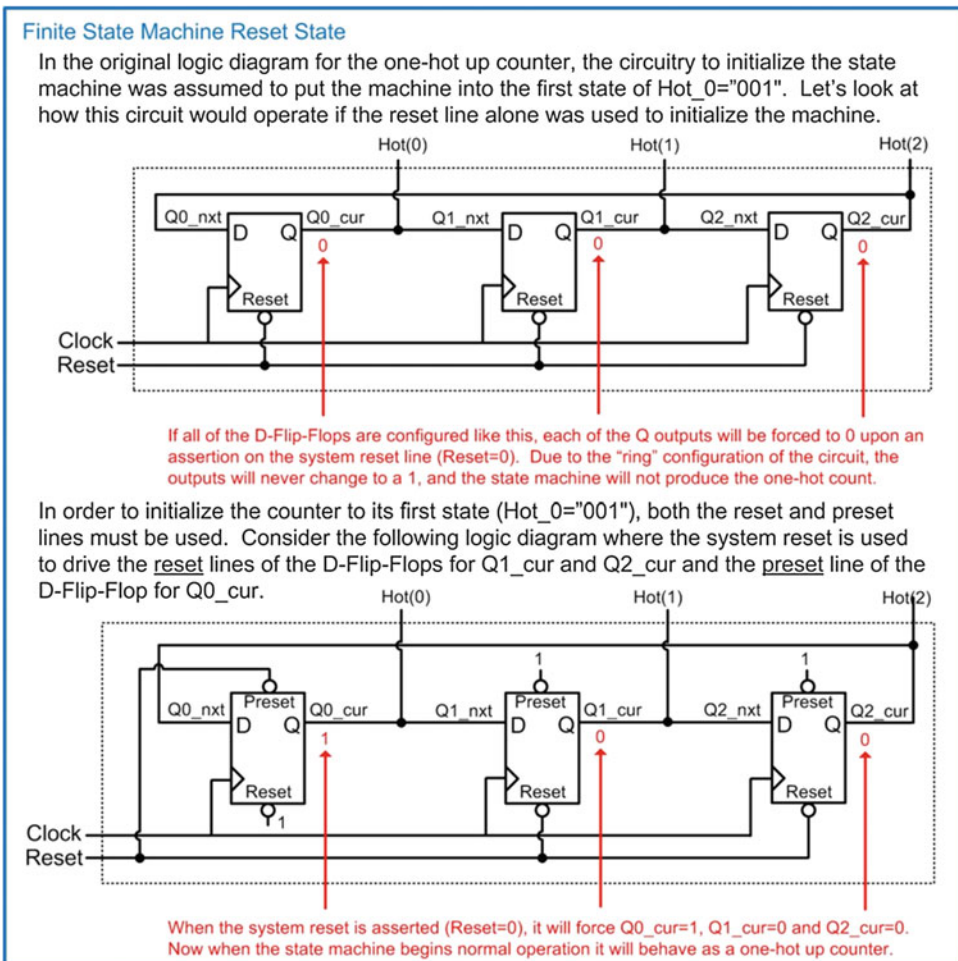 Finite State Machine Reset State
In the original logic diagram for the one-hot up counter, the circuitry to initialize the state
machine was assumed to put the machine into the first state of Hot_0="001". Let's look at
how this circuit would operate if the reset line alone was used to initialize the machine.
Hot(0) Hot(1) Hot(2)
Q0_nxt Q0_cur Q1_nxt Q1_cur Q2_nxt Q2_cur
D Q D Q D Q
0 0 0
Reset Reset Reset
Clock
Reset
If all of the D-Flip-Flops are configured like this, each of the Q outputs will be forced to 0 upon an
assertion on the system reset line (Reset=0). Due to the "ring" configuration of the circuit, the
outputs will never change to a 1, and the state machine will not produce the one-hot count.
In order to initialize the counter to its first state (Hot_0="001"), both the reset and preset
lines must be used. Consider the following logic diagram where the system reset is used
to drive the reset lines of the D-Flip-Flops for Q1_cur and Q2_cur and the preset line of the
D-Flip-Flop for Q0_cur.
Hot(0) Hot(1) Hot(2)
1 1
Preset Preset Preset
Q0_nxt Q0_cur Q1_nxt Q1_cur Q2_nxt Q2_cur
D Q D Q D Q
1 0 0
Reset Reset Reset
1
Clock
Reset
When the system reset is asserted (Reset=0), it will force Q0_cur=1, Q1_cur=0 and Q2_cur=0.
Now when the state machine begins normal operation it will behave as a one-hot up counter.